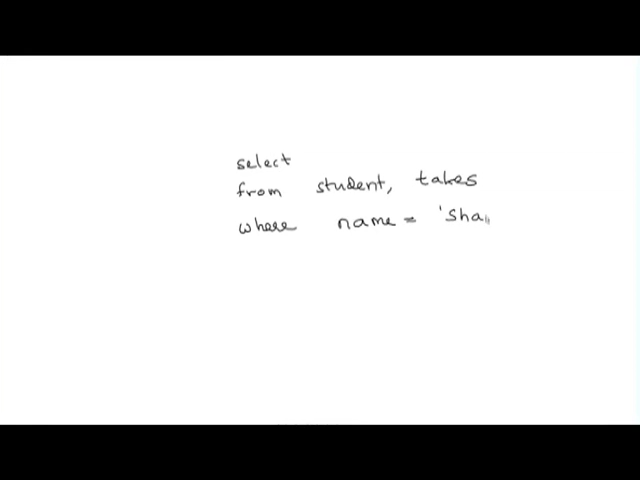 select
from student, takes
where name = 'Sha